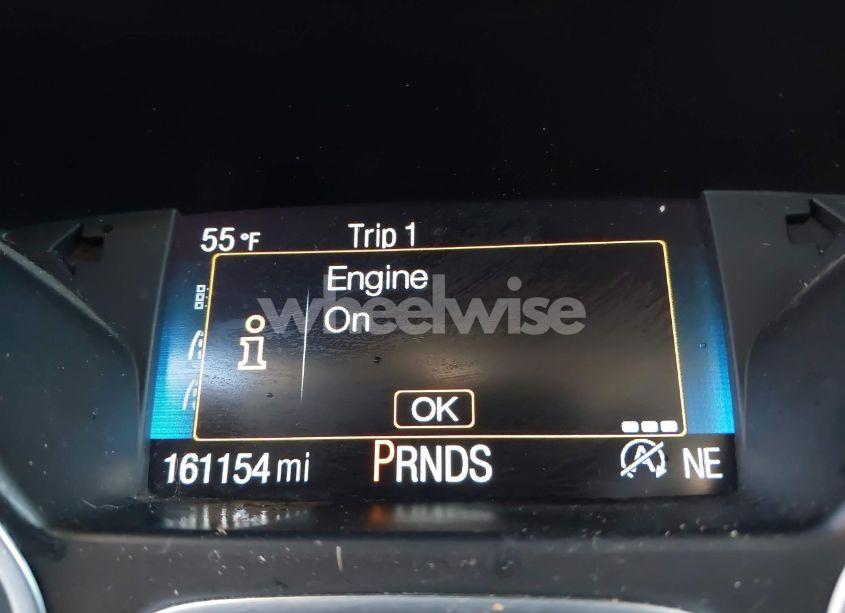 55 °F Trip 1
Engine
On
wheelwise
i
OK
161154 mi PRNDS A NE